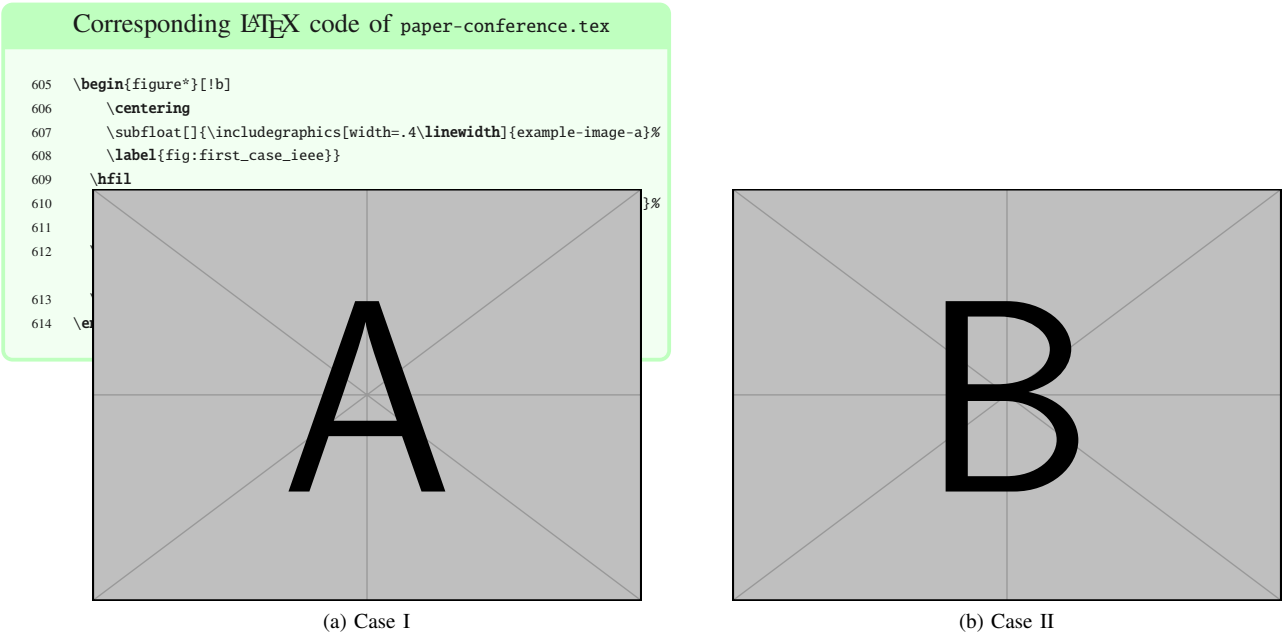 Corresponding LATEX code of paper-conference.tex
605 \begin{figure*}[!b]
606 \centering
607 \subfloat[]{\includegraphics[width=.4\linewidth]{example-image-a}%
608 \label{fig:first_case_ieee}}
609 \hfil
610 }%
611
612 \
613 \
614 \en
A
B
(a) Case I
(b) Case II